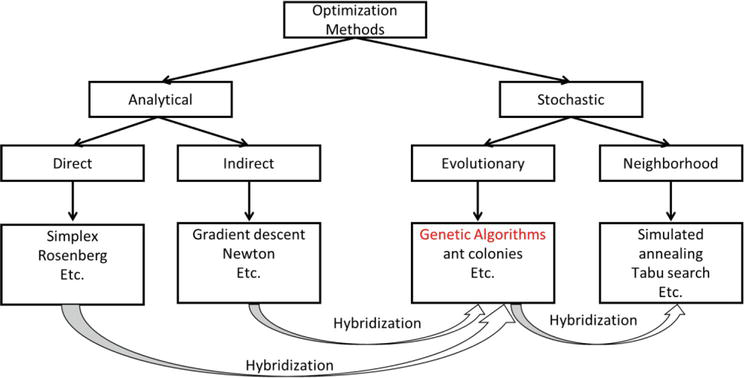 Optimization
Methods
Analytical
Stochastic
Direct
Indirect
Evolutionary
Neighborhood
Simplex
Rosenberg
Etc.
Gradient descent
Newton
Etc.
Genetic Algorithms
ant colonies
Etc.
Simulated
annealing
Tabu search
Etc.
Hybridization
Hybridization
Hybridization